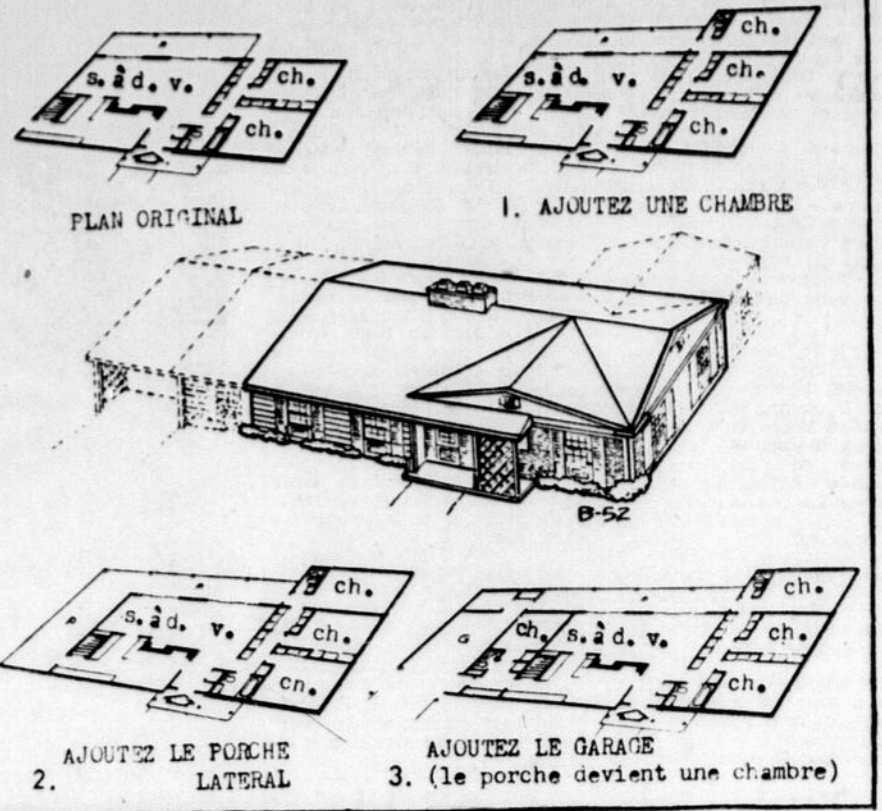 s. à d. v. ch.
ch.
S
PLAN ORIGINAL
ch.
s. à d. v. ch.
ch.
S
1. AJOUTEZ UNE CHAMBRE
B-52
ch.
P s. à d. v. ch.
ch.
S
AJOUTEZ LE PORCHE
2. LATERAL
ch.
G ch. s. à d. v. ch.
ch.
S
AJOUTEZ LE GARAGE
3. (le porche devient une chambre)